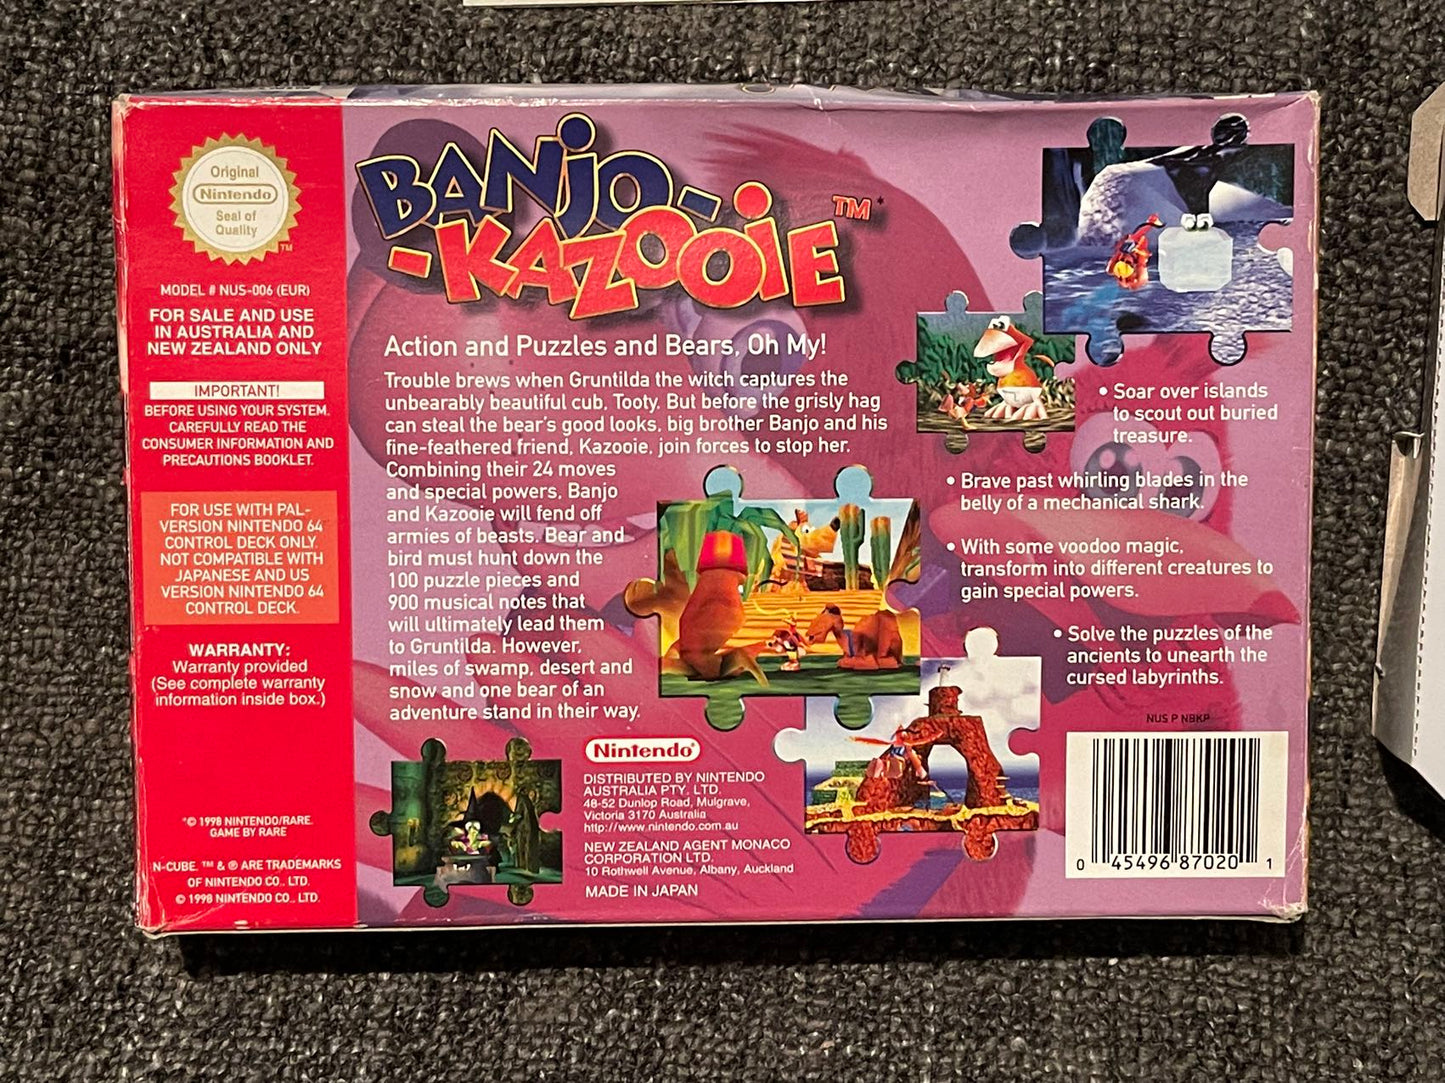 Original
Nintendo
Seal of
Quality
TM
MODEL # NUS-006 (EUR)
FOR SALE AND USE
IN AUSTRALIA AND
NEW ZEALAND ONLY
IMPORTANT!
BEFORE USING YOUR SYSTEM,
CAREFULLY READ THE
CONSUMER INFORMATION AND
PRECAUTIONS BOOKLET.
FOR USE WITH PAL-
VERSION NINTENDO 64
CONTROL DECK ONLY.
NOT COMPATIBLE WITH
JAPANESE AND US
VERSION NINTENDO 64
CONTROL DECK.
WARRANTY:
Warranty provided
(See complete warranty
information inside box.)
*© 1998 NINTENDO/RARE.
GAME BY RARE
N-CUBE, ™ & ® ARE TRADEMARKS
OF NINTENDO CO., LTD.
© 1998 NINTENDO CO., LTD.
BANJO-
-KAZOOIE™*
Action and Puzzles and Bears, Oh My!
Trouble brews when Gruntilda the witch captures the
unbearably beautiful cub, Tooty. But before the grisly hag
can steal the bear's good looks, big brother Banjo and his
fine-feathered friend, Kazooie, join forces to stop her.
Combining their 24 moves
and special powers, Banjo
and Kazooie will fend off
armies of beasts. Bear and
bird must hunt down the
100 puzzle pieces and
900 musical notes that
will ultimately lead them
to Gruntilda. However,
miles of swamp, desert and
snow and one bear of an
adventure stand in their way.
• Soar over islands
to scout out buried
treasure.
• Brave past whirling blades in the
belly of a mechanical shark.
• With some voodoo magic,
transform into different creatures to
gain special powers.
• Solve the puzzles of the
ancients to unearth the
cursed labyrinths.
Nintendo®
DISTRIBUTED BY NINTENDO
AUSTRALIA PTY. LTD.
48-52 Dunlop Road, Mulgrave,
Victoria 3170 Australia
http://www.nintendo.com.au
NEW ZEALAND AGENT MONACO
CORPORATION LTD.
10 Rothwell Avenue, Albany, Auckland
MADE IN JAPAN
NUS P NBKP
0 45496 87020 1